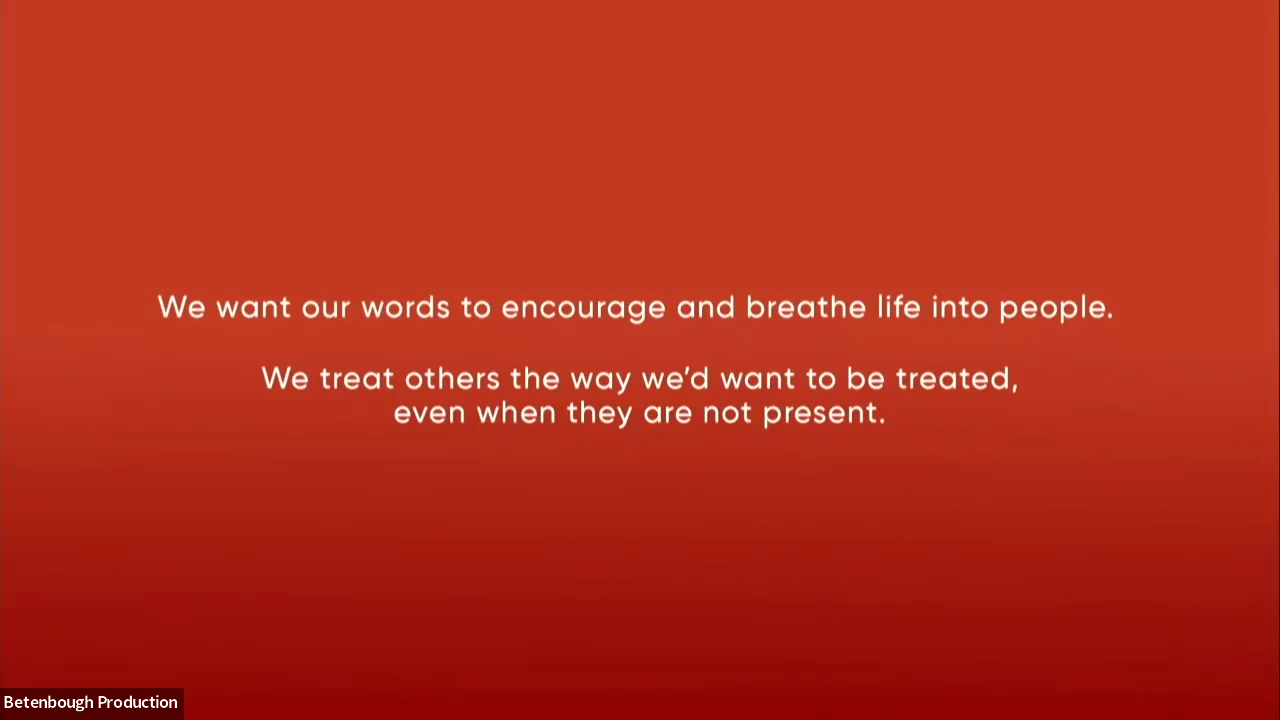 We want our words to encourage and breathe life into people.
We treat others the way we’d want to be treated,
even when they are not present.
Betenbough Production